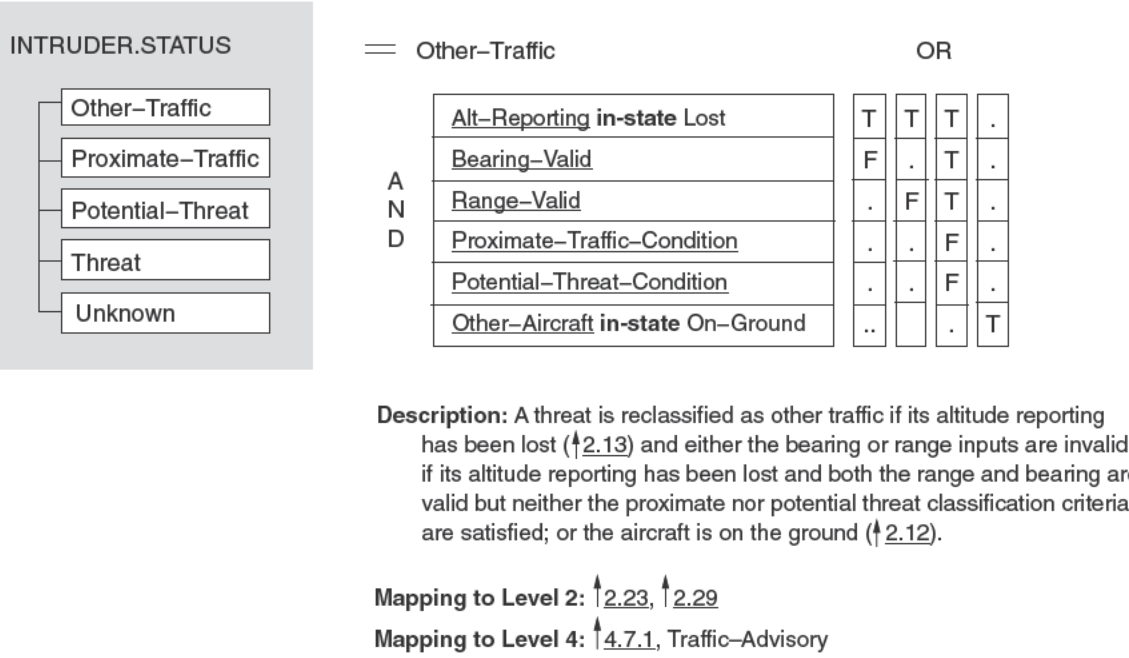 INTRUDER.STATUS
Other–Traffic
Proximate–Traffic
Potential–Threat
Threat
Unknown
Other–Traffic OR
A
N
D
Alt–Reporting in-state Lost T T T .
Bearing–Valid F . T .
Range–Valid . F T .
Proximate–Traffic–Condition . . F .
Potential–Threat–Condition . . F .
Other–Aircraft in-state On–Ground .. . T
Description: A threat is reclassified as other traffic if its altitude reporting
has been lost (↑2.13) and either the bearing or range inputs are invalid
if its altitude reporting has been lost and both the range and bearing ar
valid but neither the proximate nor potential threat classification criteria
are satisfied; or the aircraft is on the ground (↑2.12).
Mapping to Level 2: ↑2.23, ↑2.29
Mapping to Level 4: ↑4.7.1, Traffic–Advisory